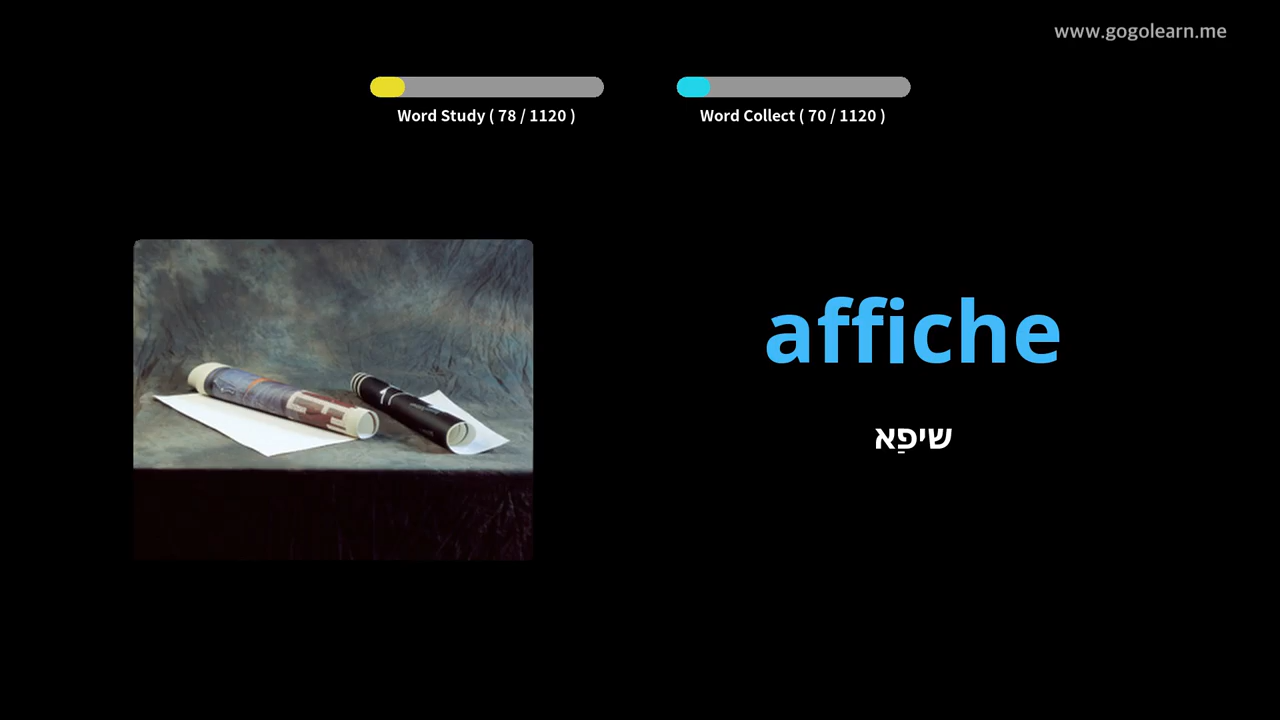 www.gogolearn.me
Word Study ( 78 / 1120 )
Word Collect ( 70 / 1120 )
affiche
שיפַא